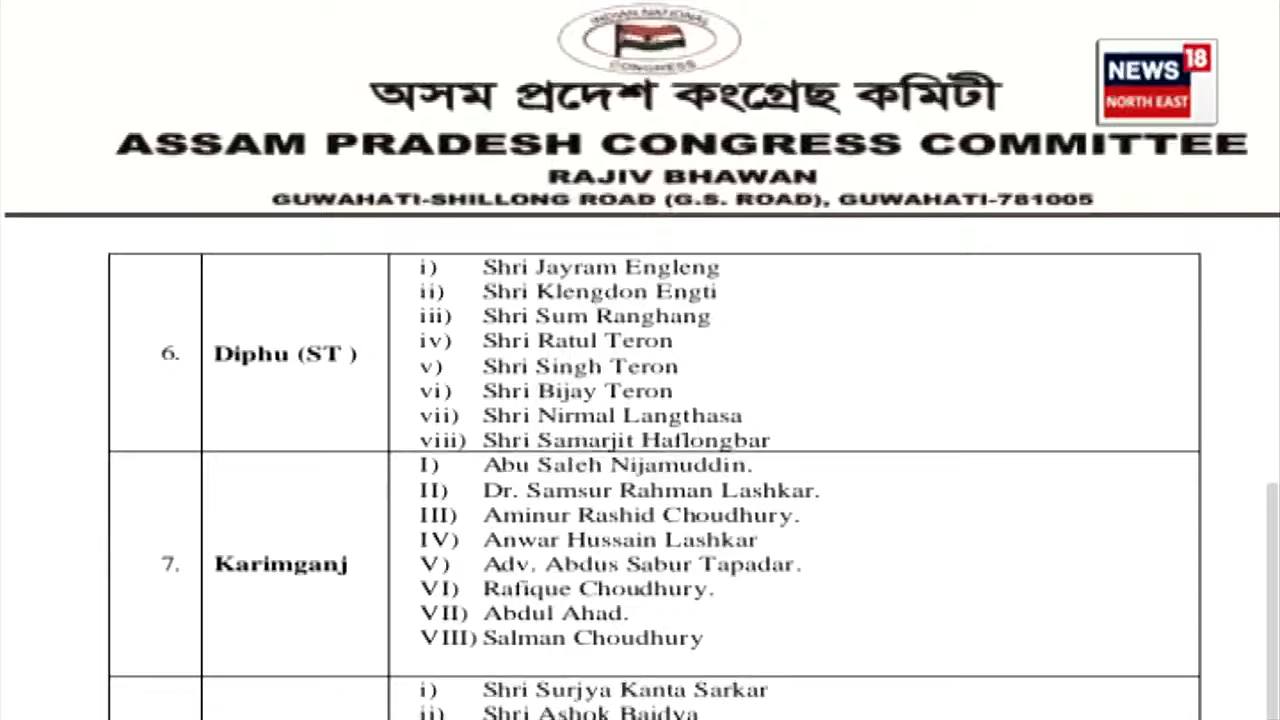 INDIAN NATIONAL
CONGRESS
NEWS 18
NORTH EAST
অসম প্ৰদেশ কংগ্ৰেছ কমিটী
ASSAM PRADESH CONGRESS COMMITTEE
RAJIV BHAWAN
GUWAHATI-SHILLONG ROAD (G.S. ROAD), GUWAHATI-781005
6. Diphu (ST )
i) Shri Jayram Engleng
ii) Shri Klengdon Engti
iii) Shri Sum Ranghang
iv) Shri Ratul Teron
v) Shri Singh Teron
vi) Shri Bijay Teron
vii) Shri Nirmal Langthasa
viii) Shri Samarjit Haflongbar
7. Karimganj
I) Abu Saleh Nijamuddin.
II) Dr. Samsur Rahman Lashkar.
III) Aminur Rashid Choudhury.
IV) Anwar Hussain Lashkar
V) Adv. Abdus Sabur Tapadar.
VI) Rafique Choudhury.
VII) Abdul Ahad.
VIII) Salman Choudhury
i) Shri Surjya Kanta Sarkar
ii) Shri Ashok Baidya